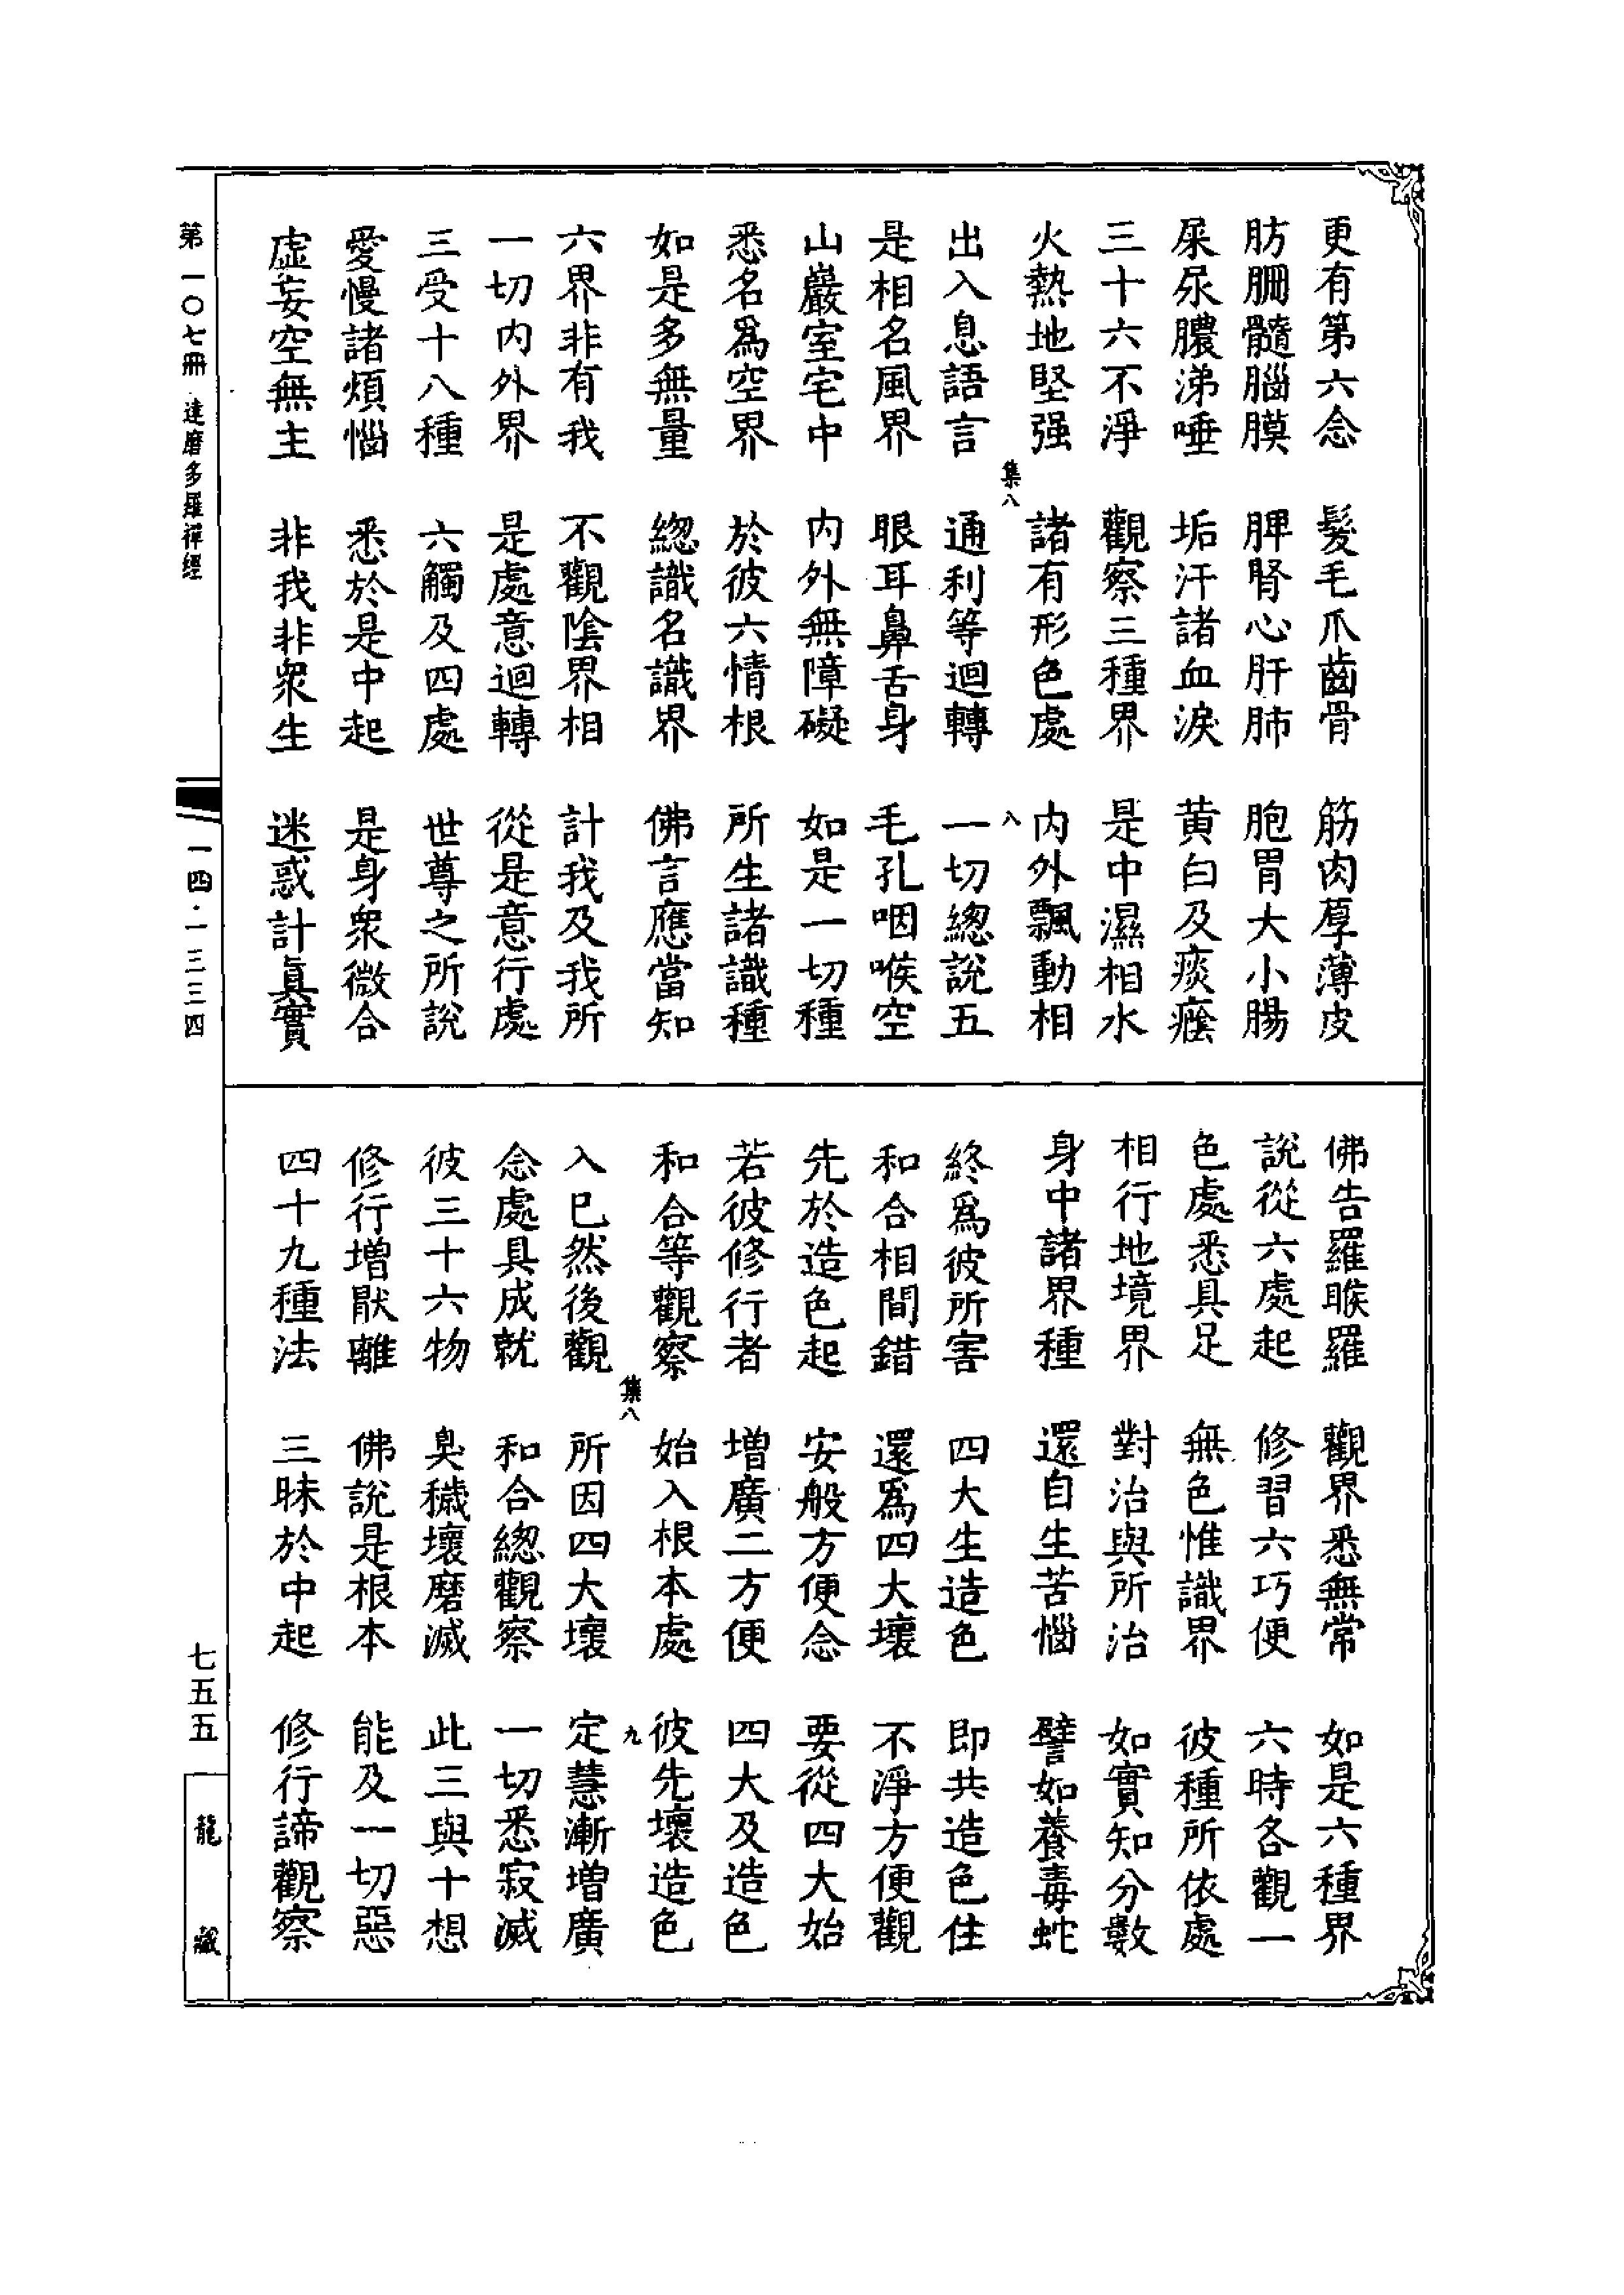 更有第六念　髮毛爪齒骨　筋肉厚薄皮
肪𦙱髓腦膜　脾腎心肝肺　胞胃大小腸
屎尿膿涕唾　垢汗諸血淚　黄白及痰癊
三十六不淨　觀察三種界　是中濕相水
火熱地堅强　諸有形色處　内外飄動相
集八　八
出入息語言　通利等迴轉　一切總說五
是相名風界　眼耳鼻舌身　毛孔咽喉空
山巖室宅中　内外無障礙　如是一切種
悉名爲空界　於彼六情根　所生諸識種
如是多無量　緫識名識界　佛言應當知
六界非有我　不觀陰界相　計我及我所
一切内外界　是處意迴轉　從是意行處
三受十八種　六觸及四處　世尊之所說
愛慢諸煩惱　悉於是中起　是身衆微合
虛妄空無主　非我非衆生　迷惑計眞實
佛告羅睺羅　觀界悉無常　如是六種界
說從六處起　修習六巧便　六時各觀一
色處悉具足　無色惟識界　彼種所依處
相行地境界　對治與所治　如實知分數
身中諸界種　還自生苦惱　譬如養毒蛇
終爲彼所害　四大生造色　即共造色住
和合相間錯　還爲四大壞　不淨方便觀
先於造色起　安般方便念　要從四大始
若彼修行者　增廣二方便　四大及造色
和合等觀察　始入根本處　彼先壞造色
集八　九
入已然後觀　所因四大壞　定慧漸增廣
念處具成就　和合總觀察　一切悉寂滅
彼三十六物　臭穢壞磨滅　此三與十想
修行增厭離　佛說是根本　能及一切惡
四十九種法　三昧於中起　修行諦觀察
第一〇七冊　達磨多羅禪經
一四·一三三四
七五五
龍藏